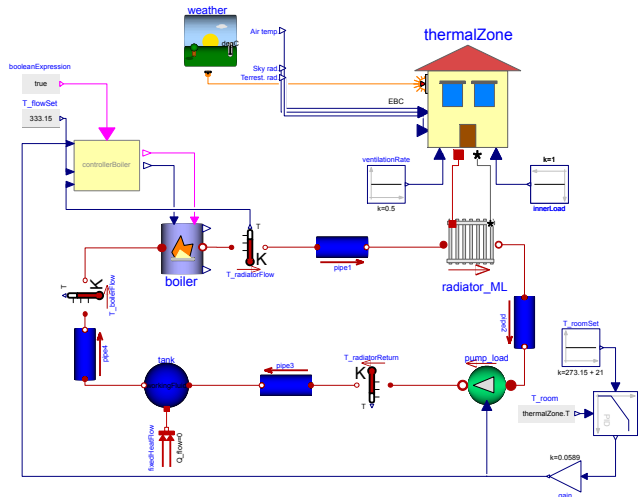 weather
degC
Air temp.
Sky rad.
Terrest. rad
thermalZone
EBC
booleanExpression
true
T_flowSet
333.15
controllerBoiler
ventilationRate
k=0.5
k=1
innerLoad
T
K
T_radiatorFlow
boiler
pipe1
radiator_ML
T
K
T_boilerFlow
pipe2
pipe4
tank
pipe3
T_radiatorReturn
K
T
pump_load
T_roomSet
k=273.15 + 21
T_room
thermalZone.T
PID
fixedHeatFlow
Q_flow=0
k=0.0589
gain